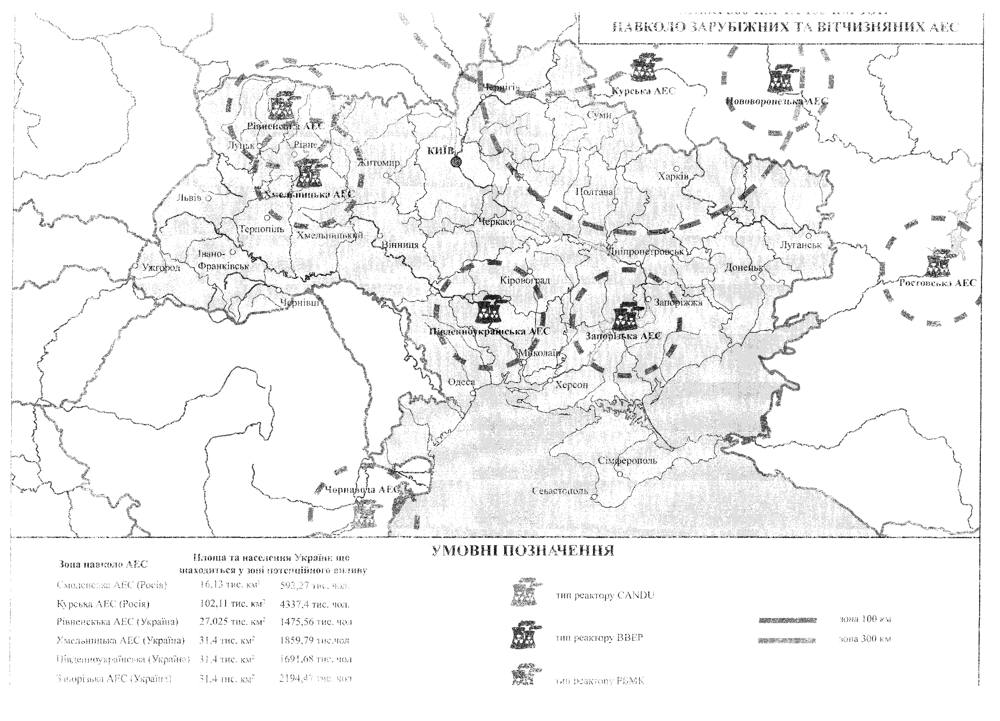 НАВКОЛО ЗАРУБІЖНИХ ТА ВІТЧИЗНЯНИХ АЕС
Чернігів
Курська АЕС
Нововоронезька АЕС
Суми
Рівненська АЕС
Луцьк
Рівне
КИЇВ
Житомир
Харків
Хмельницька АЕС
Львів
Полтава
Черкаси
Тернопіль
Хмельницький
Вінниця
Луганськ
Івано-
Франківськ
Дніпропетровськ
Ужгород
Донецьк
Кіровоград
Ростовська АЕС
Чернівці
Запоріжжя
Південноукраїнська АЕС
Запорізька АЕС
Миколаїв
Одеса
Херсон
Сімферополь
Чорнавода АЕС
Севастополь
УМОВНІ ПОЗНАЧЕННЯ
Зона навколо АЕС
Площа та населення України що
знаходиться у зоні потенційного впливу
Смоленська АЕС (Росія) 16,13 тис. км² 592,27 тис. чол.
Курська АЕС (Росія) 102,11 тис. км² 4337,4 тис. чол.
Рівненскька АЕС (Україна) 27,025 тис. км² 1475,56 тис. чол
Хмельницька АЕС (Україна) 31,4 тис. км² 1859,79 тис.чол
Південноукраїнська (Україна) 31,4 тис. км² 1691,68 тис. чол
Запорізька АЕС (Україна) 31,4 тис. км² 2194,47 тис. чол
тип реактору CANDU
тип реактору ВВЕР
тип реактору РБМК
зона 100 км
зона 300 км